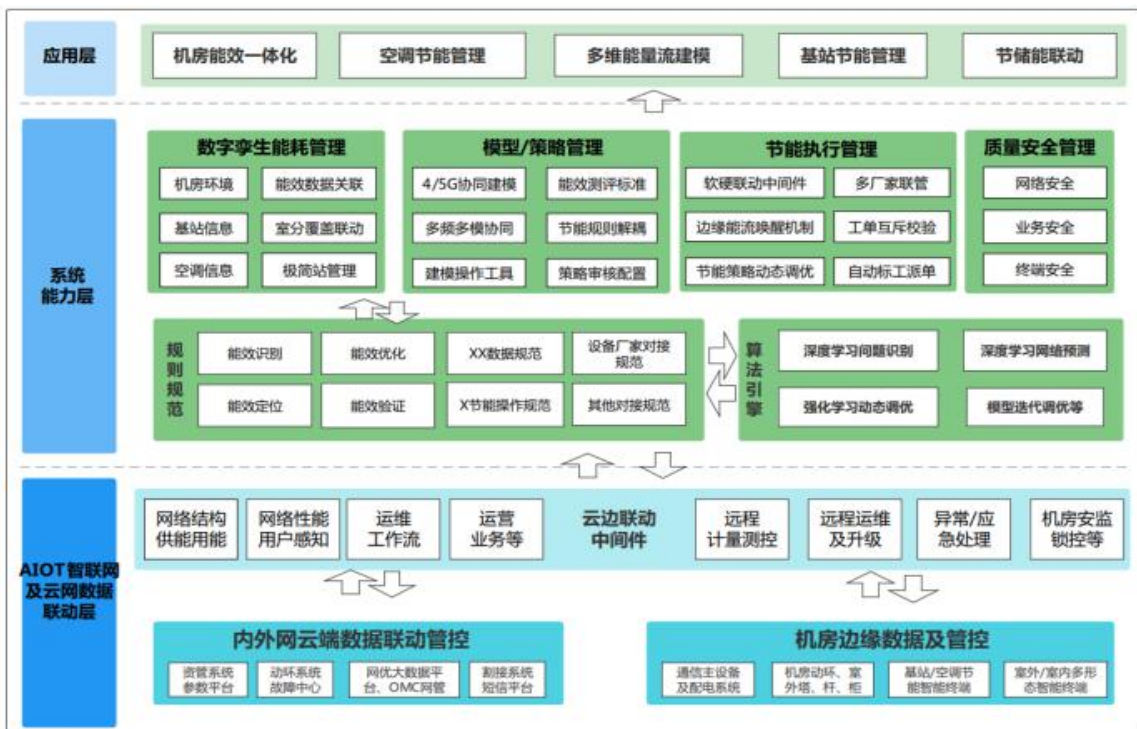 应用层
机房能效一体化
空调节能管理
多维能量流建模
基站节能管理
节储能联动
系统
能力层
数字孪生能耗管理
机房环境
能效数据关联
基站信息
室分覆盖联动
空调信息
极简站管理
模型/策略管理
4/5G协同建模
能效测评标准
多频多模协同
节能规则解耦
建模操作工具
策略审核配置
节能执行管理
软硬联动中间件
多厂家联管
边缘能流唤醒机制
工单互斥校验
节能策略动态调优
自动标工派单
质量安全管理
网络安全
业务安全
终端安全
规则规范
能效识别
能效优化
XX数据规范
设备厂家对接
规范
能效定位
能效验证
X节能操作规范
其他对接规范
算法引擎
深度学习问题识别
深度学习网络预测
强化学习动态调优
模型迭代调优等
AIOT智联网
及云网数据
联动层
网络结构
供能用能
网络性能
用户感知
运维
工作流
运营
业务等
云边联动
中间件
远程
计量测控
远程运维
及升级
异常/应
急处理
机房安监
锁控等
内外网云端数据联动管控
资管系统
参数平台
动环系统
故障中心
网优大数据平
台、OMC网管
割接系统
短信平台
机房边缘数据及管控
通信主设备
及配电系统
机房动环、室
外塔、杆、柜
基站/空调节
能智能终端
室外/室内多形
态智能终端